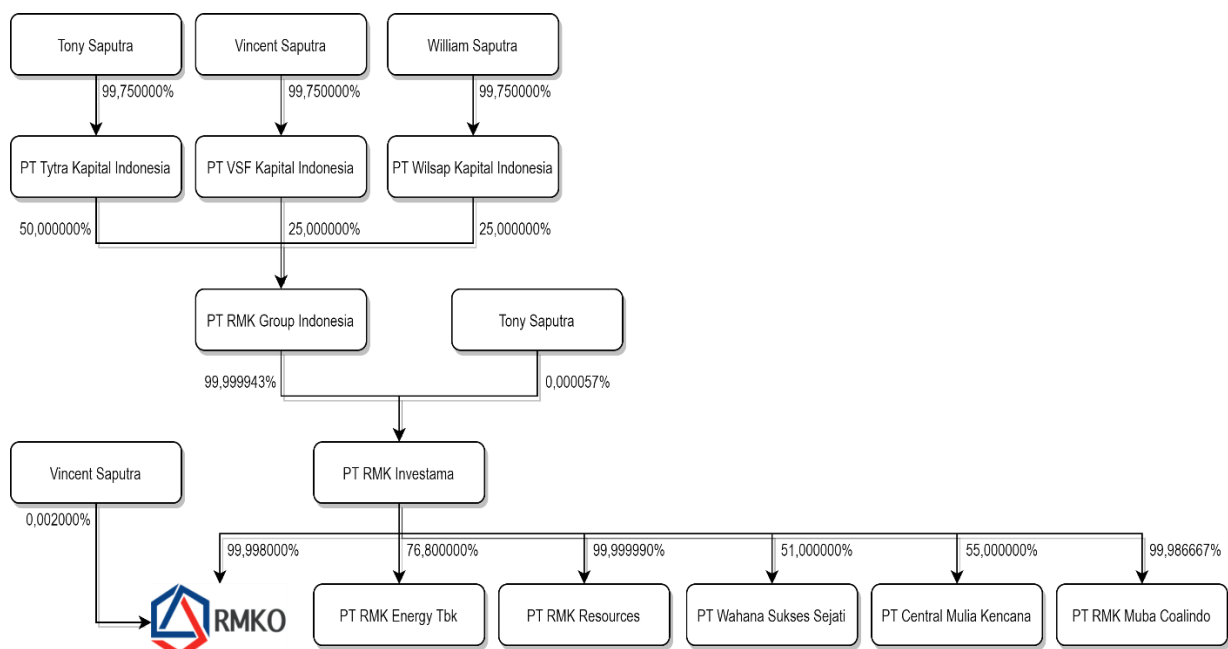 Tony Saputra
Vincent Saputra
William Saputra
99,750000%
99,750000%
99,750000%
PT Tytra Kapital Indonesia
PT VSF Kapital Indonesia
PT Wilsap Kapital Indonesia
50,000000%
25,000000%
25,000000%
PT RMK Group Indonesia
Tony Saputra
99,999943%
0,000057%
Vincent Saputra
PT RMK Investama
0,002000%
99,998000%
76,800000%
99,999990%
51,000000%
55,000000%
99,986667%
RMKO
PT RMK Energy Tbk
PT RMK Resources
PT Wahana Sukses Sejati
PT Central Mulia Kencana
PT RMK Muba Coalindo